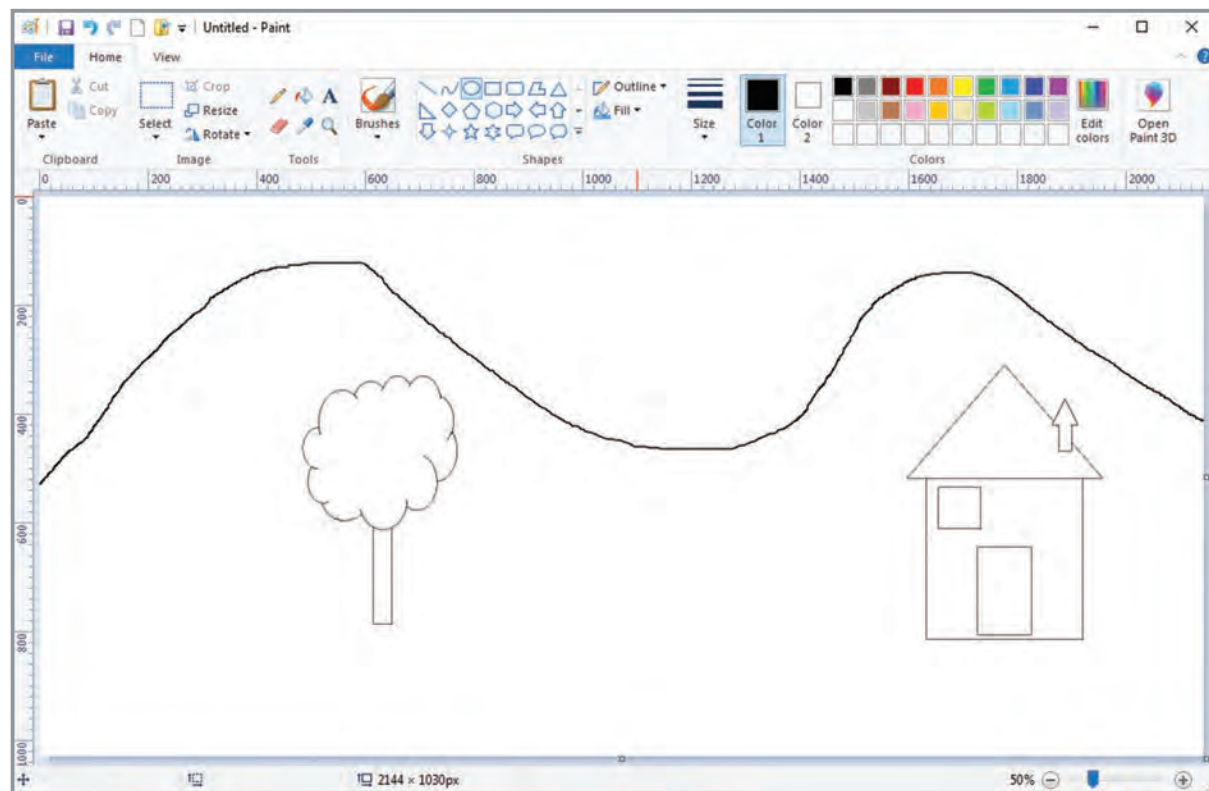 Untitled - Paint
File Home View
Cut Crop Outline
Copy Resize Fill
Paste Select Rotate Brushes Size Color 1 Color 2 Edit colors Open Paint 3D
Clipboard Image Tools Shapes Colors
0 200 400 600 800 1000 1200 1400 1600 1800 2000
0
200
400
600
800
1000
2144 × 1030px 50%